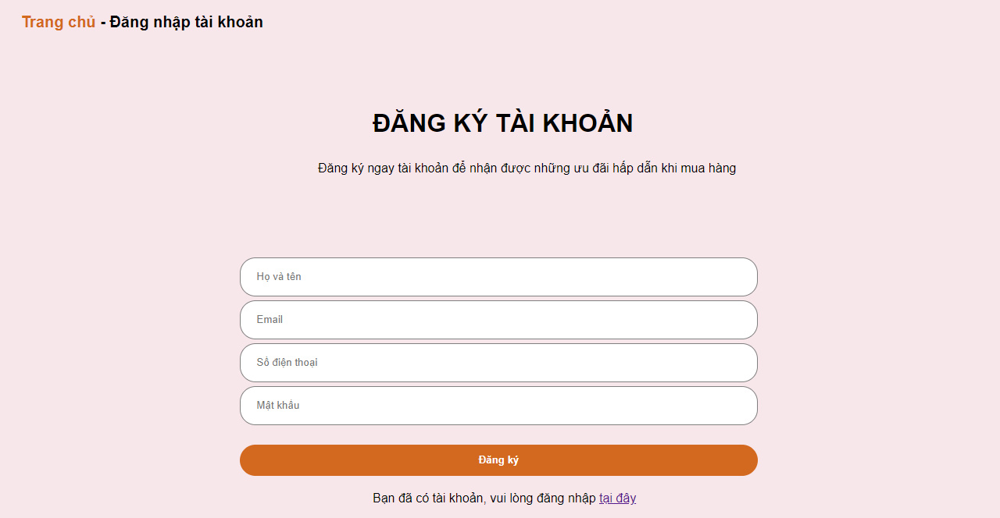 Trang chủ - Đăng nhập tài khoản
ĐĂNG KÝ TÀI KHOẢN
Đăng ký ngay tài khoản để nhận được những ưu đãi hấp dẫn khi mua hàng
Họ và tên
Email
Số điện thoại
Mật khẩu
Đăng ký
Bạn đã có tài khoản, vui lòng đăng nhập tại đây